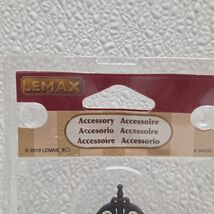 LEMAX
Accessory Accessoire
Accesorio Accessoire
Accessoire Accessorio
© 2019 LEMAX, INC.